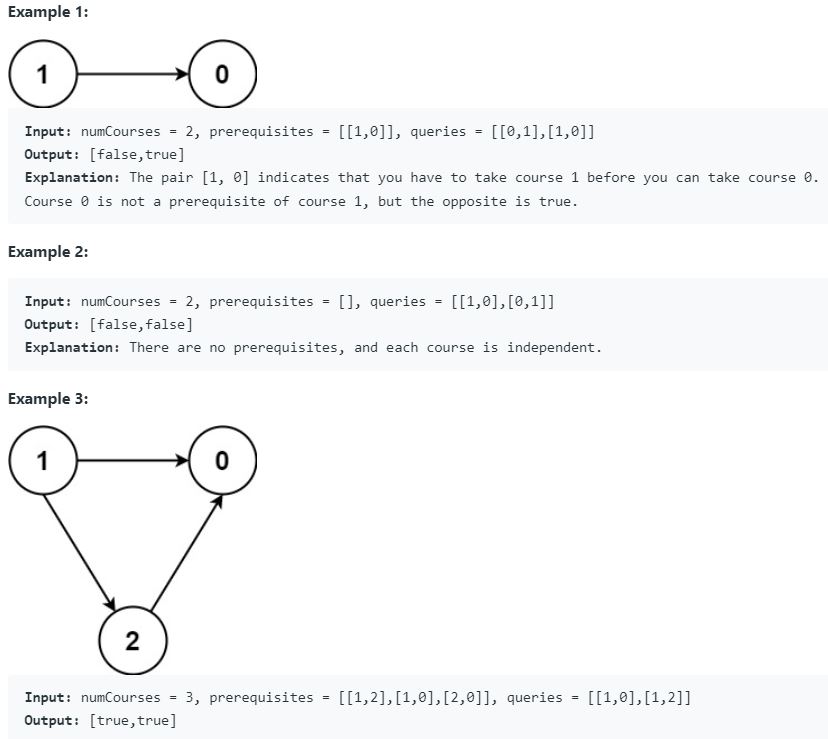 Example 1:
1 0
Input: numCourses = 2, prerequisites = [[1,0]], queries = [[0,1],[1,0]]
Output: [false,true]
Explanation: The pair [1, 0] indicates that you have to take course 1 before you can take course 0.
Course 0 is not a prerequisite of course 1, but the opposite is true.
Example 2:
Input: numCourses = 2, prerequisites = [], queries = [[1,0],[0,1]]
Output: [false,false]
Explanation: There are no prerequisites, and each course is independent.
Example 3:
1 0
2
Input: numCourses = 3, prerequisites = [[1,2],[1,0],[2,0]], queries = [[1,0],[1,2]]
Output: [true,true]